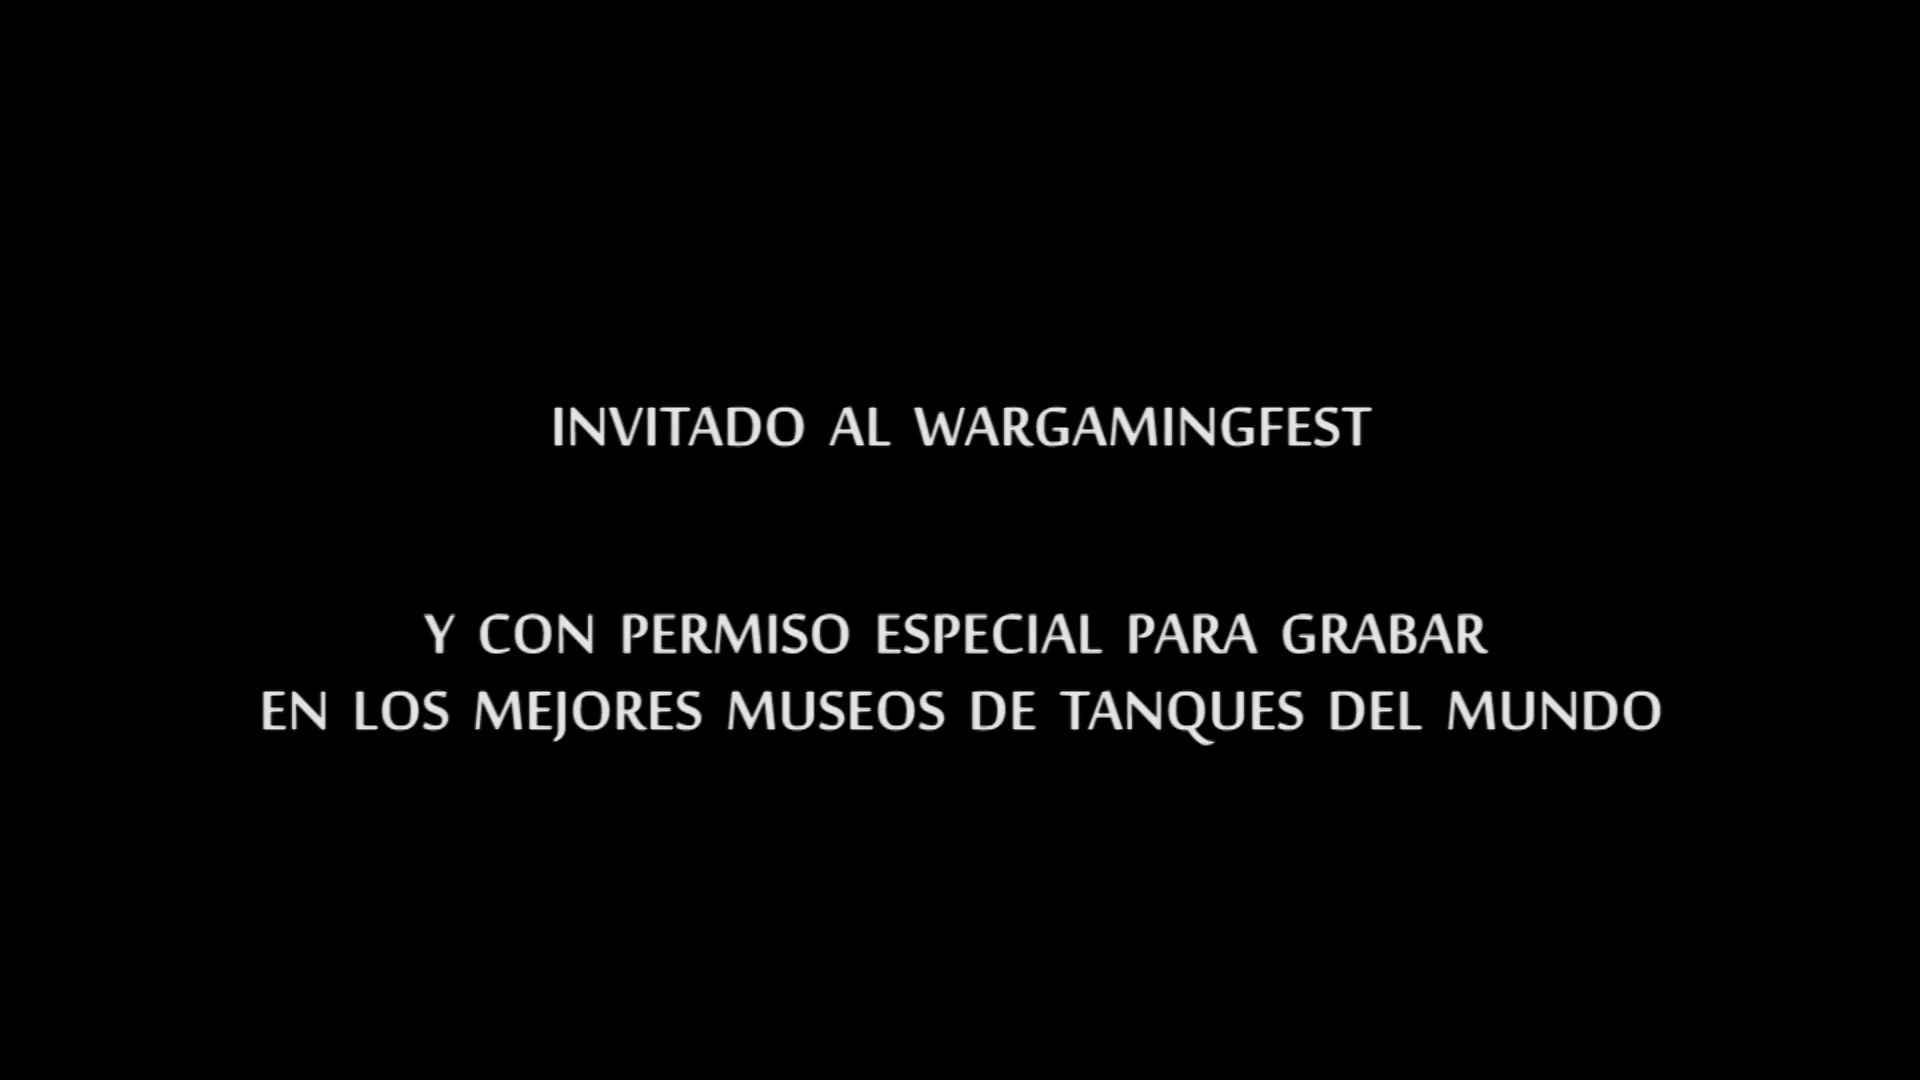 INVITADO AL WARGAMINGFEST
Y CON PERMISO ESPECIAL PARA GRABAR
EN LOS MEJORES MUSEOS DE TANQUES DEL MUNDO